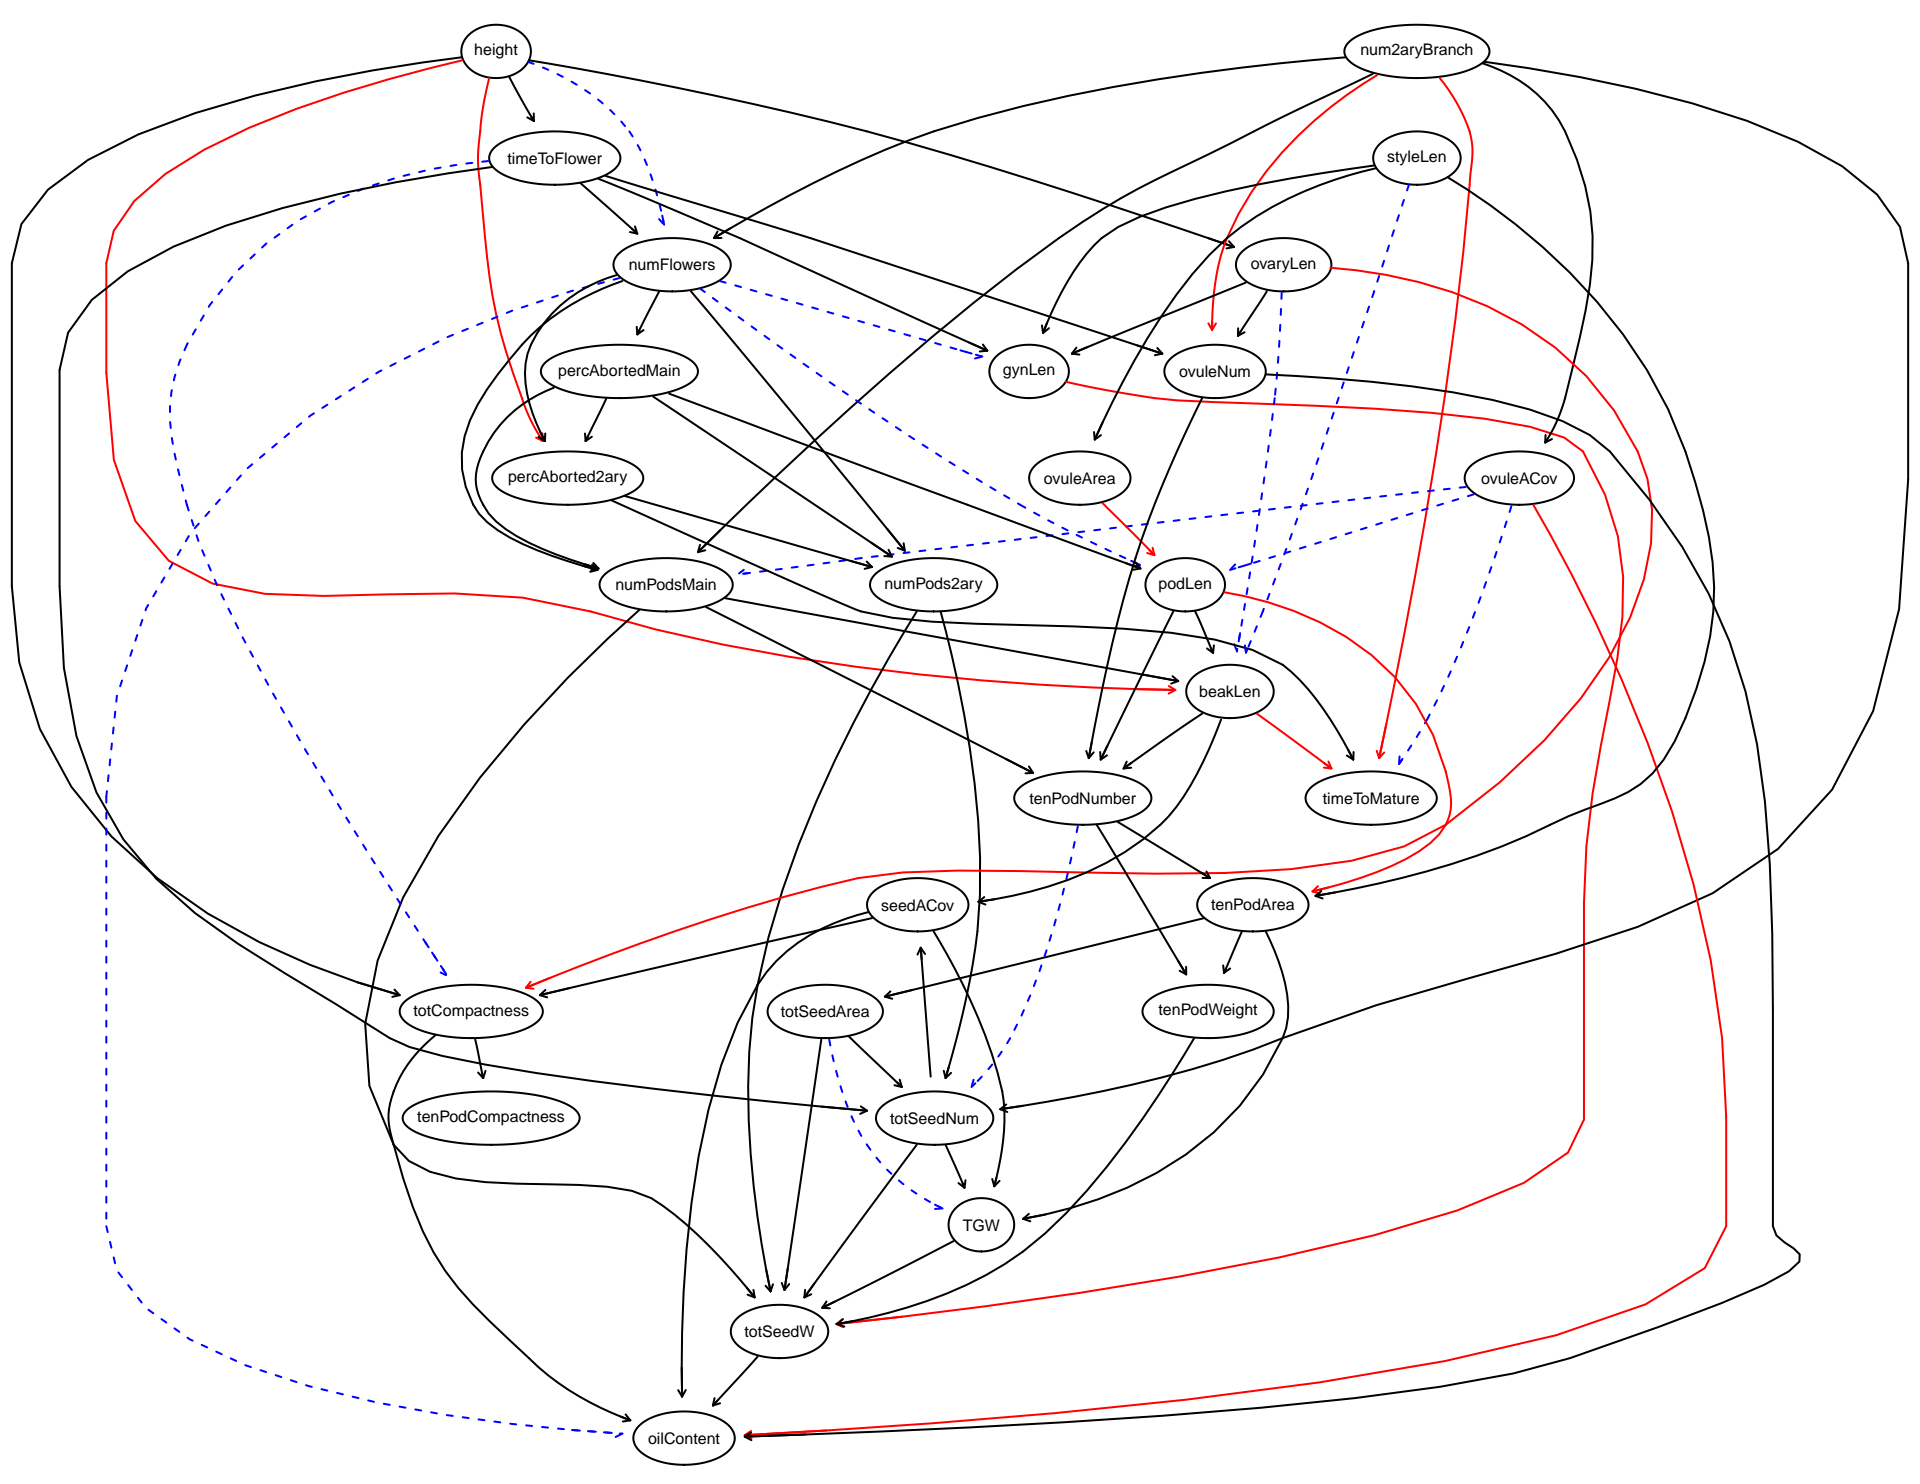 height
num2aryBranch
timeToFlower
styleLen
numFlowers
ovaryLen
percAbortedMain
gynLen
ovuleNum
percAborted2ary
ovuleArea
ovuleACov
numPodsMain
numPods2ary
podLen
beakLen
tenPodNumber
timeToMature
seedACov
tenPodArea
totCompactness
totSeedArea
tenPodWeight
tenPodCompactness
totSeedNum
TGW
totSeedW
oilContent